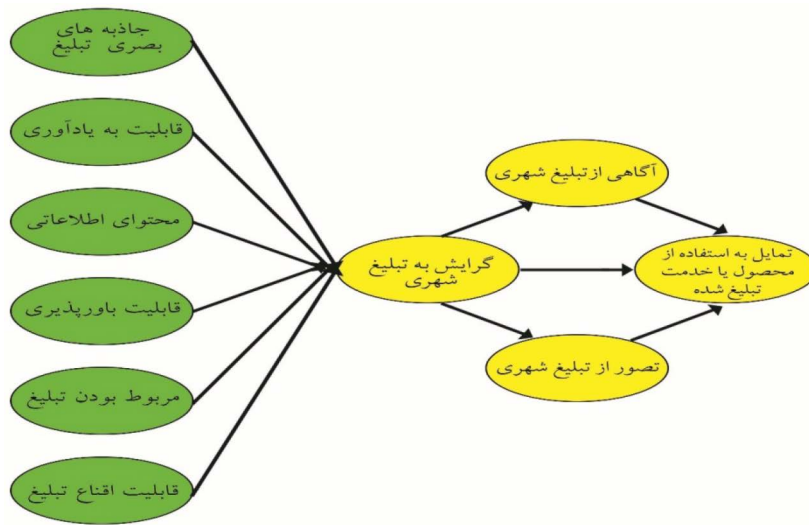 جاذبه های
بصری تبلیغ
قابلیت به یادآوری
محتوای اطلاعاتی
قابلیت باورپذیری
مربوط بودن تبلیغ
قابلیت اقناع تبلیغ
گرایش به تبلیغ
شهری
آگاهی ازتبلیغ شهری
تصور از تبلیغ شهری
تمایل به استفاده از
محصول یا خدمت
تبلیغ شده